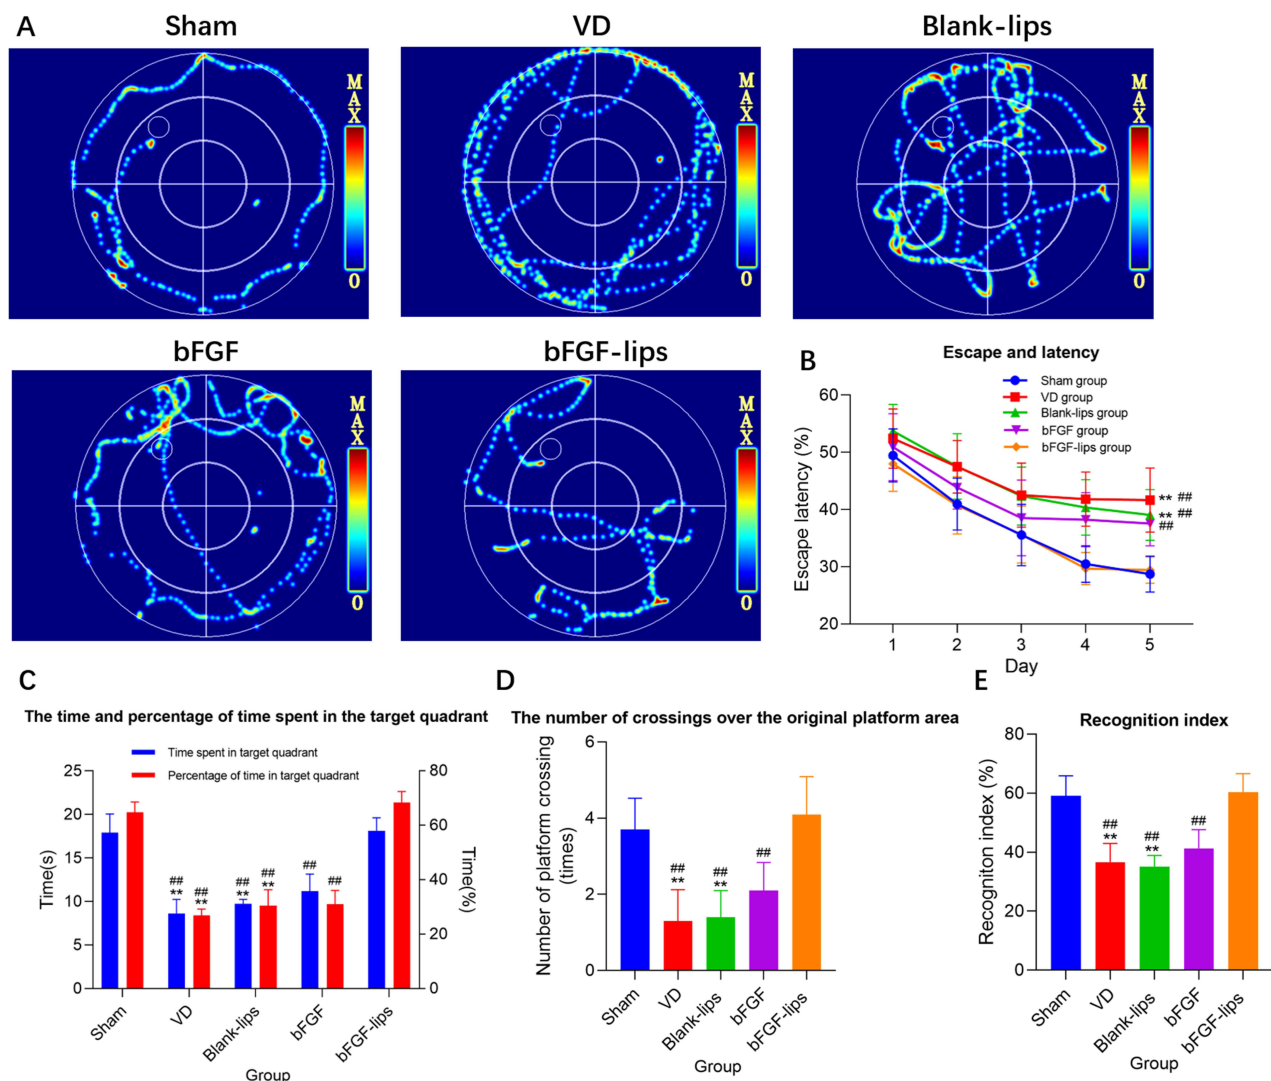 A
Sham
VD
Blank-lips
MAX
0
MAX
0
MAX
0
bFGF
bFGF-lips
MAX
0
MAX
0
B
Escape and latency
Sham group
VD group
Blank-lips group
bFGF group
bFGF-lips group
Escape latency (%)
60
50
40
30
20
** ##
** ##
##
1 2 3 4 5
Day
C
The time and percentage of time spent in the target quadrant
Time spent in target quadrant
Percentage of time in target quadrant
Time(s)
25
20
15
10
5
0
80
60
40
20
0
Time(%)
##
**
##
**
##
**
##
**
##
##
Sham
VD
Blank-lips
bFGF
bFGF-lips
Group
D
The number of crossings over the original platform area
Number of platform crossing
(times)
6
4
2
0
##
**
##
**
##
Sham
VD
Blank-lips
bFGF
bFGF-lips
Group
E
Recognition index
Recogniton index (%)
80
60
40
20
0
##
**
##
**
##
Sham
VD
Blank-lips
bFGF
bFGF-lips
Group